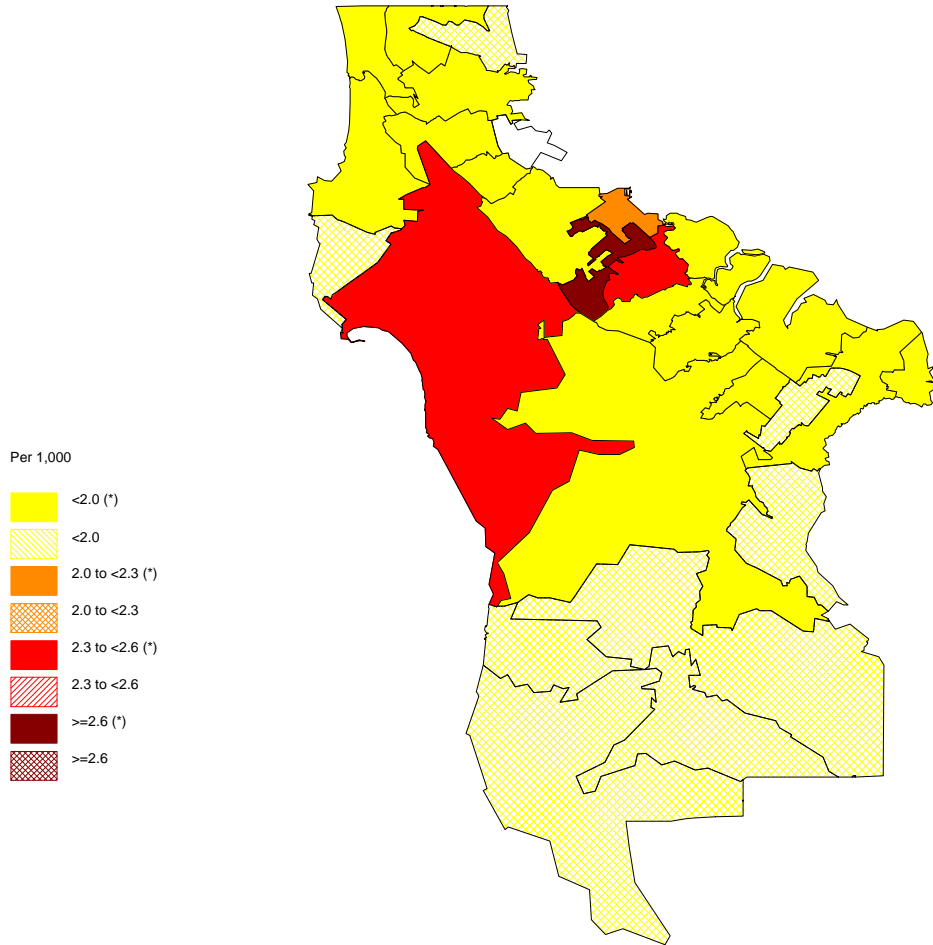 Per 1,000
<2.0 (*)
<2.0
2.0 to <2.3 (*)
2.0 to <2.3
2.3 to <2.6 (*)
2.3 to <2.6
>=2.6 (*)
>=2.6